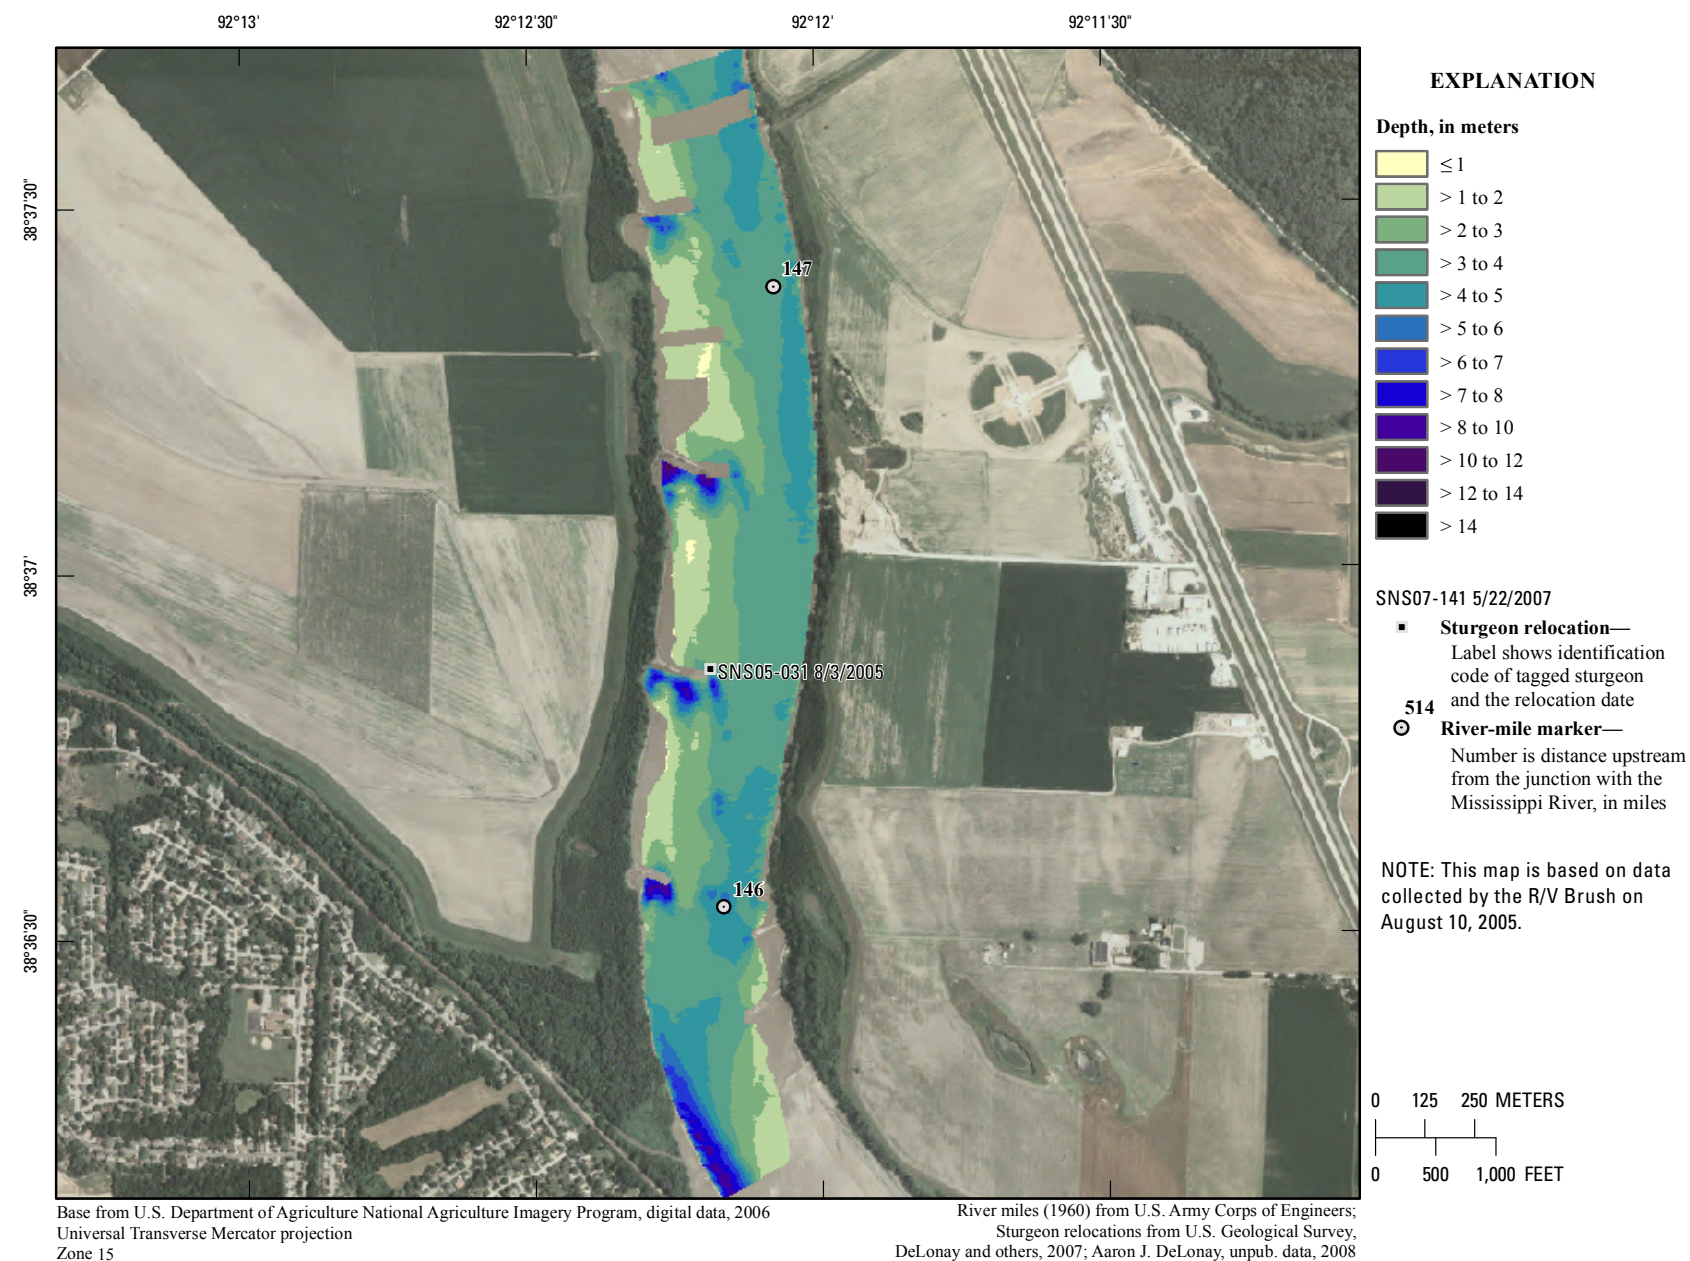 92°13'
92°12'30"
92°12'
92°11'30"
38°37'30"
38°37'
38°36'30"
147
SNS05-031 8/3/2005
146
EXPLANATION
Depth, in meters
≤ 1
> 1 to 2
> 2 to 3
> 3 to 4
> 4 to 5
> 5 to 6
> 6 to 7
> 7 to 8
> 8 to 10
> 10 to 12
> 12 to 14
> 14
SNS07-141 5/22/2007
Sturgeon relocation—
Label shows identification
code of tagged sturgeon
and the relocation date
514
River-mile marker—
Number is distance upstream
from the junction with the
Mississippi River, in miles
NOTE: This map is based on data
collected by the R/V Brush on
August 10, 2005.
0 125 250 METERS
0 500 1,000 FEET
Base from U.S. Department of Agriculture National Agriculture Imagery Program, digital data, 2006
Universal Transverse Mercator projection
Zone 15
River miles (1960) from U.S. Army Corps of Engineers;
Sturgeon relocations from U.S. Geological Survey,
DeLonay and others, 2007; Aaron J. DeLonay, unpub. data, 2008